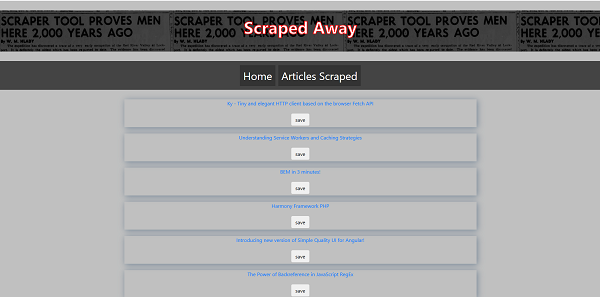 SCRAPER TOOL PROVES MEN SCRAPER TOOL PROVES MEN SCRAPER TOOL PROVES MEN
HERE 2,000 YEARS AGO HERE 2,000 YEARS AGO HERE 2,000 YEARS AGO
By W. M. BLADY
Scraped Away
Home Articles Scraped
Ky - Tiny and elegant HTTP client based on the browser Fetch API
save
Understanding Service Workers and Caching Strategies
save
BEM in 3 minutes!
save
Harmony Framework PHP
save
Introducing new version of Simple Quality UI for Angular!
save
The Power of Backreference in JavaScript RegEx
save